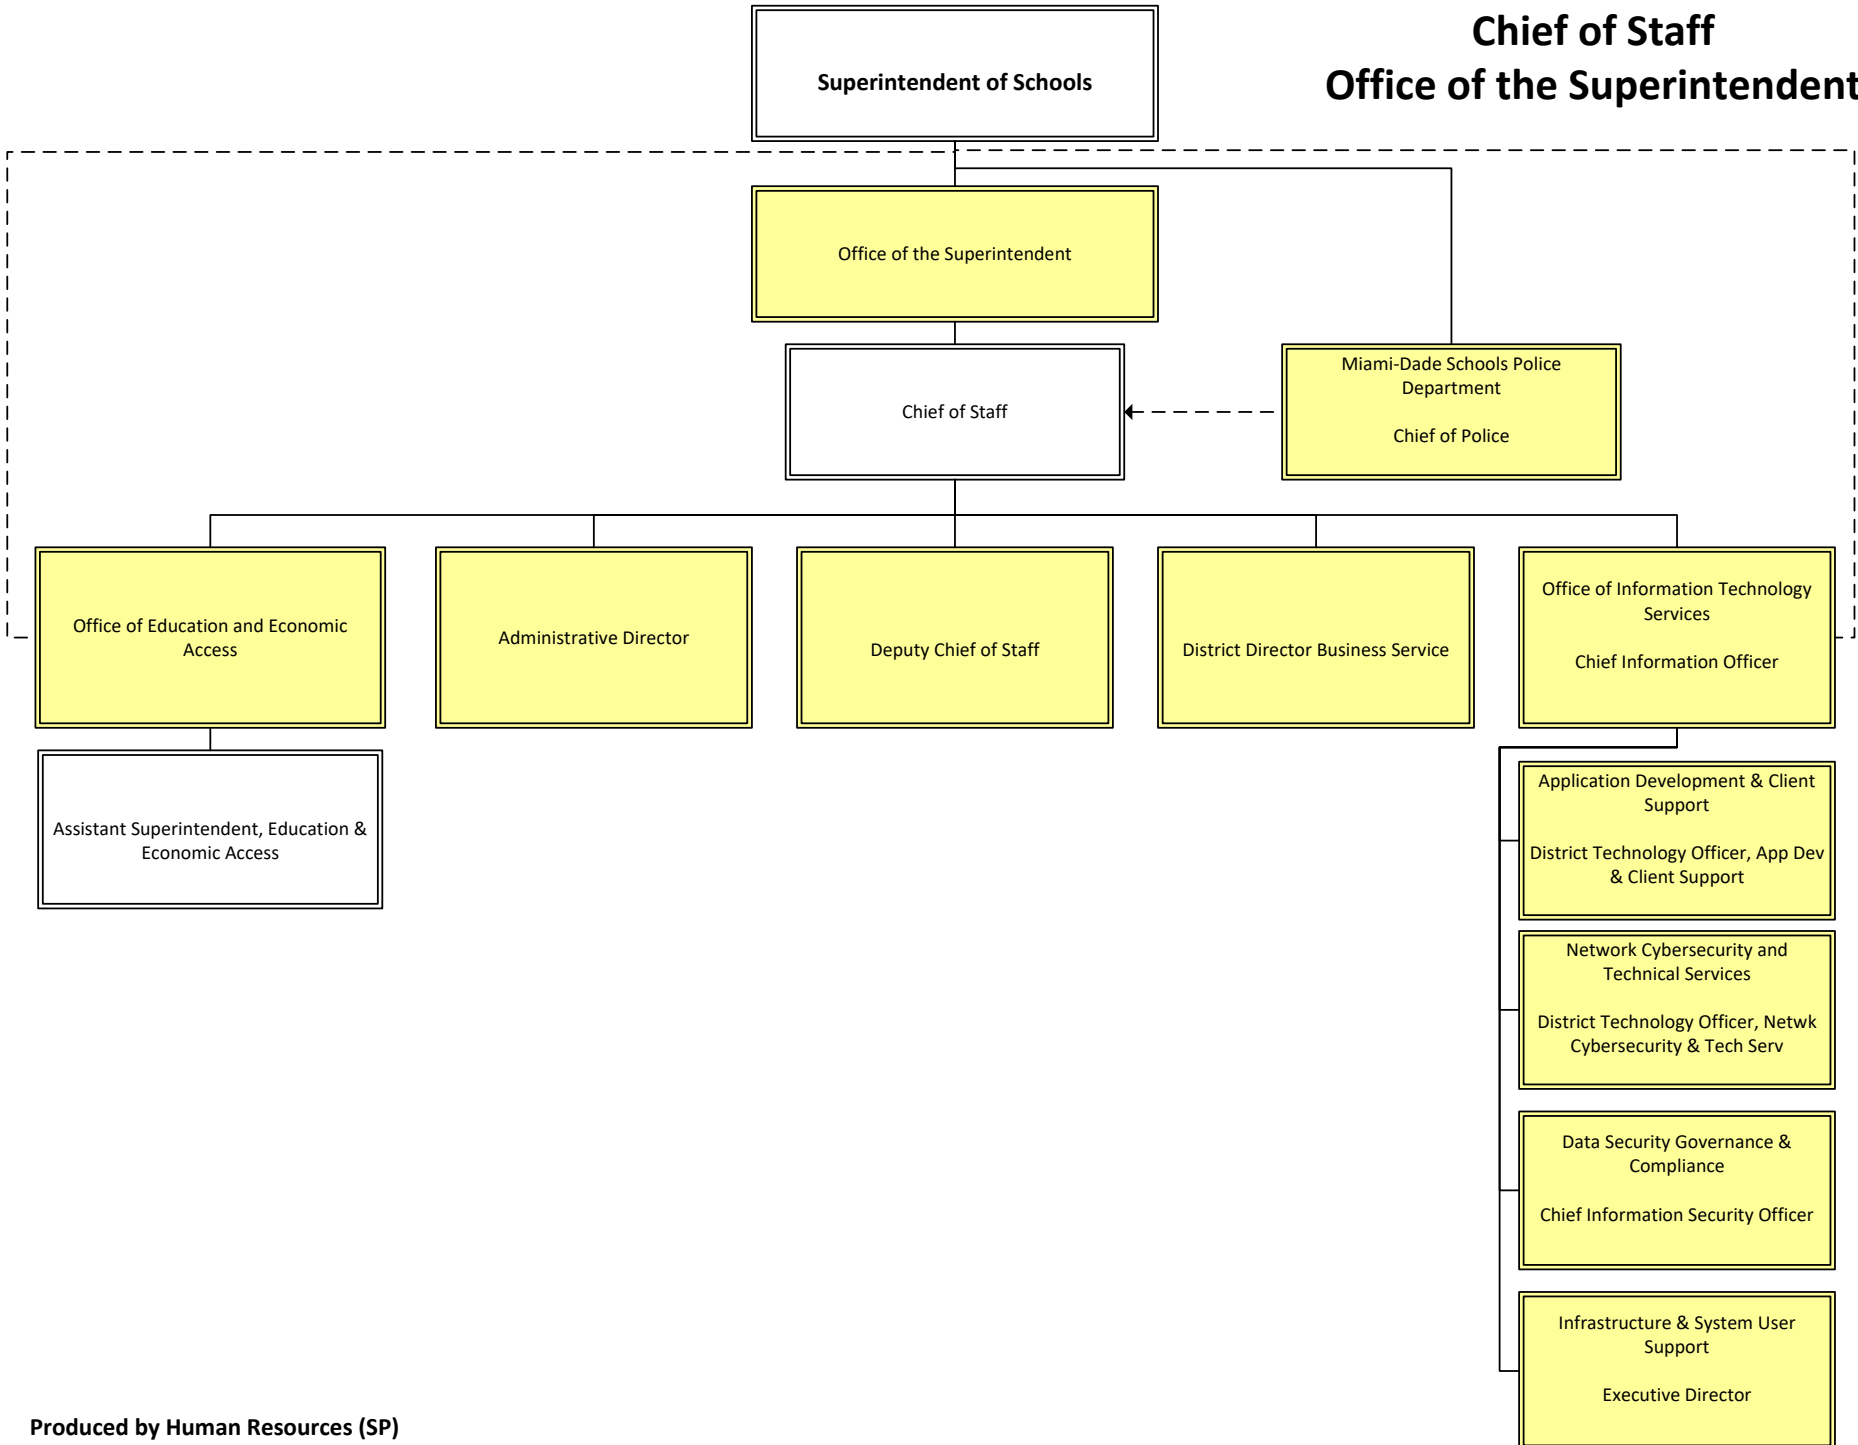 Chief of Staff
Office of the Superintendent
Superintendent of Schools
Office of the Superintendent
Chief of Staff
Miami-Dade Schools Police
Department
Chief of Police
Office of Education and Economic
Access
Administrative Director
Deputy Chief of Staff
District Director Business Service
Office of Information Technology
Services
Chief Information Officer
Assistant Superintendent, Education &
Economic Access
Application Development & Client
Support
District Technology Officer, App Dev
& Client Support
Network Cybersecurity and
Technical Services
District Technology Officer, Netwk
Cybersecurity & Tech Serv
Data Security Governance &
Compliance
Chief Information Security Officer
Infrastructure & System User
Support
Executive Director
Produced by Human Resources (SP)